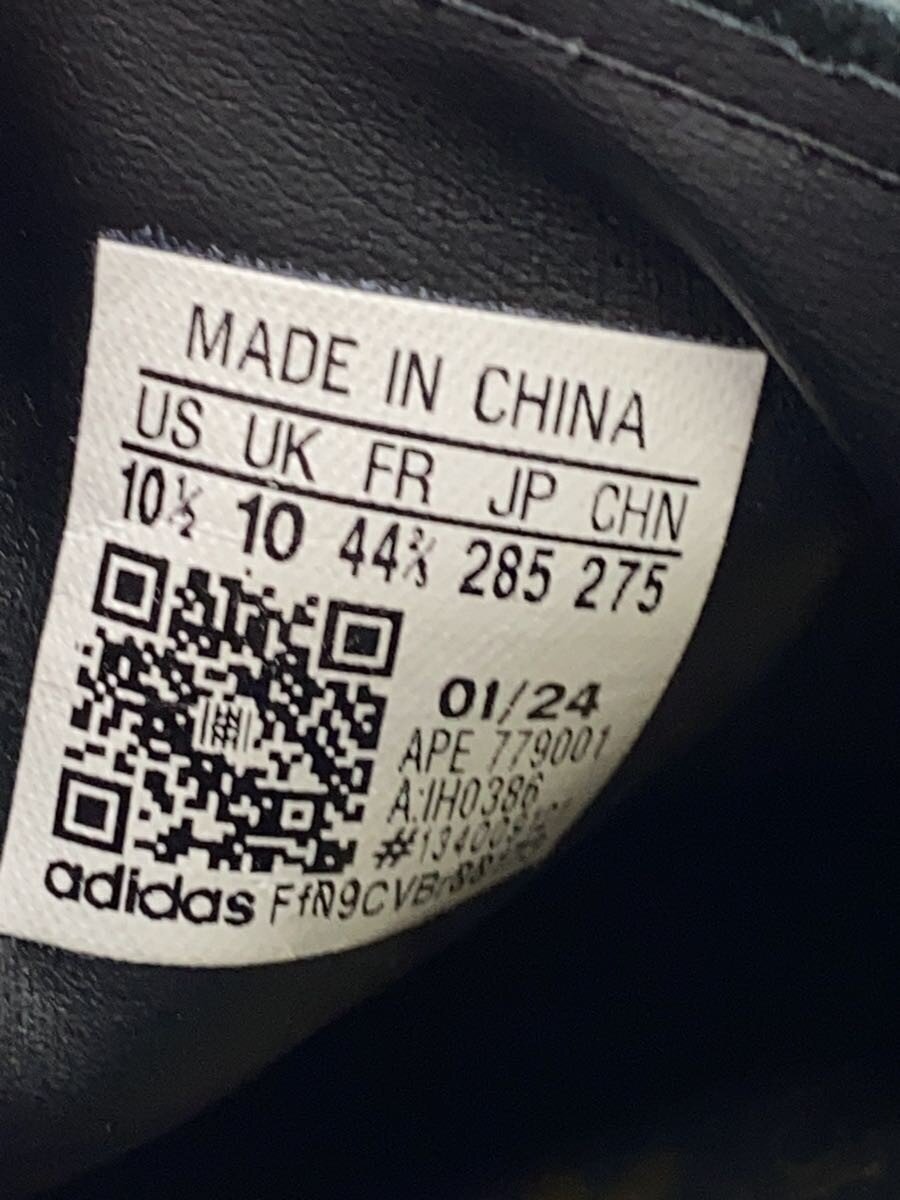 MADE IN CHINA
US UK FR JP CHN
10½ 10 44⅔ 285 275
01/24
APE 779001
A:IH0386
adidas